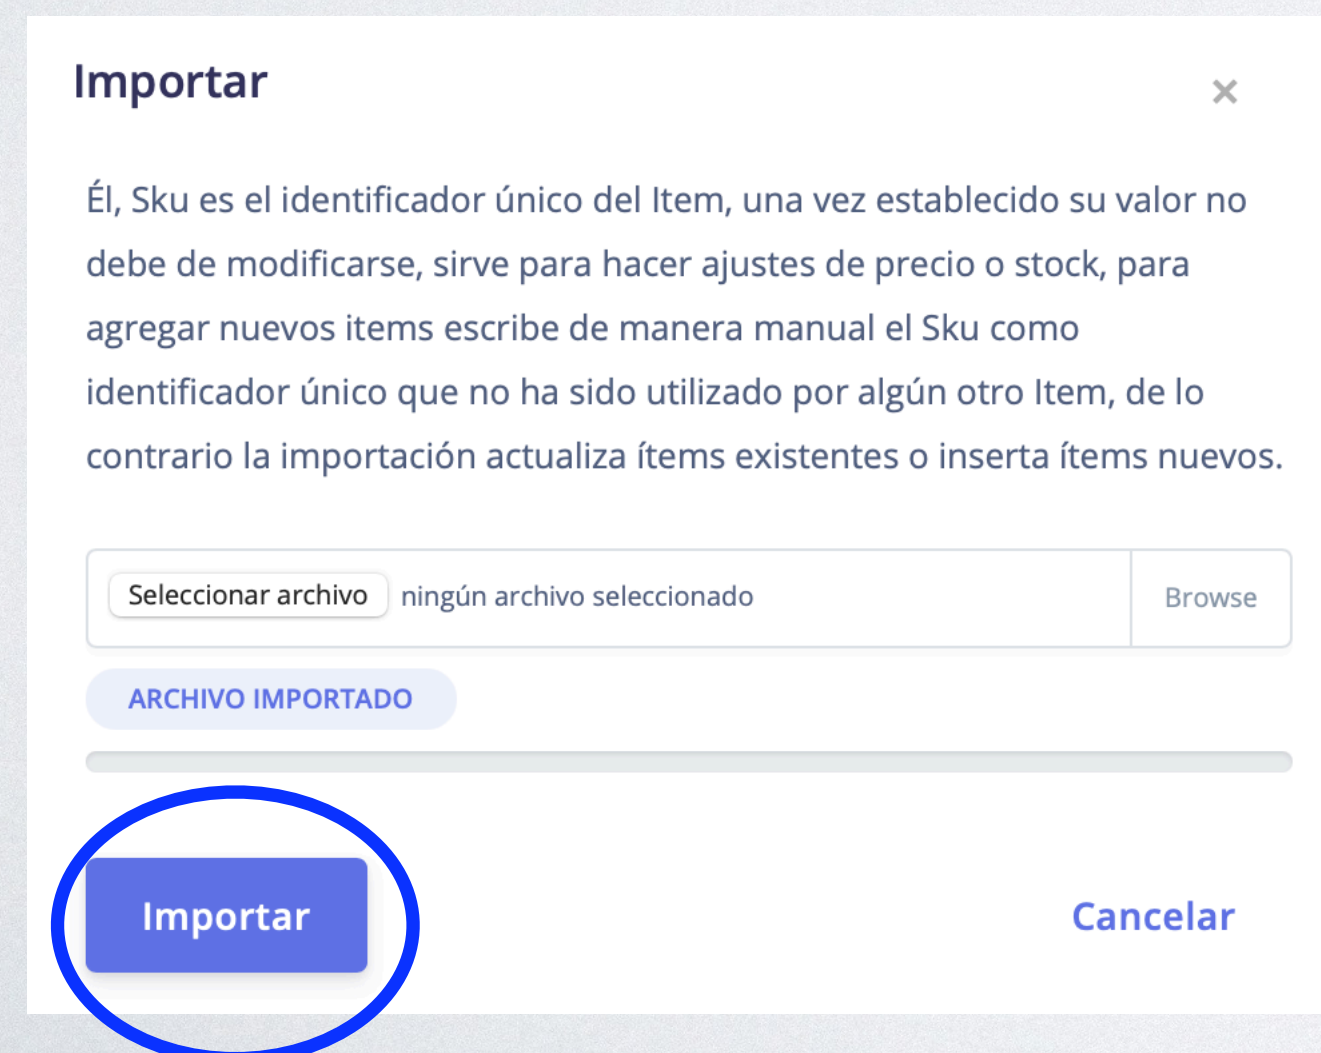 Importar
×
Él, Sku es el identificador único del Item, una vez establecido su valor no
debe de modificarse, sirve para hacer ajustes de precio o stock, para
agregar nuevos items escribe de manera manual el Sku como
identificador único que no ha sido utilizado por algún otro Item, de lo
contrario la importación actualiza ítems existentes o inserta ítems nuevos.
Seleccionar archivo ningún archivo seleccionado Browse
ARCHIVO IMPORTADO
Importar Cancelar